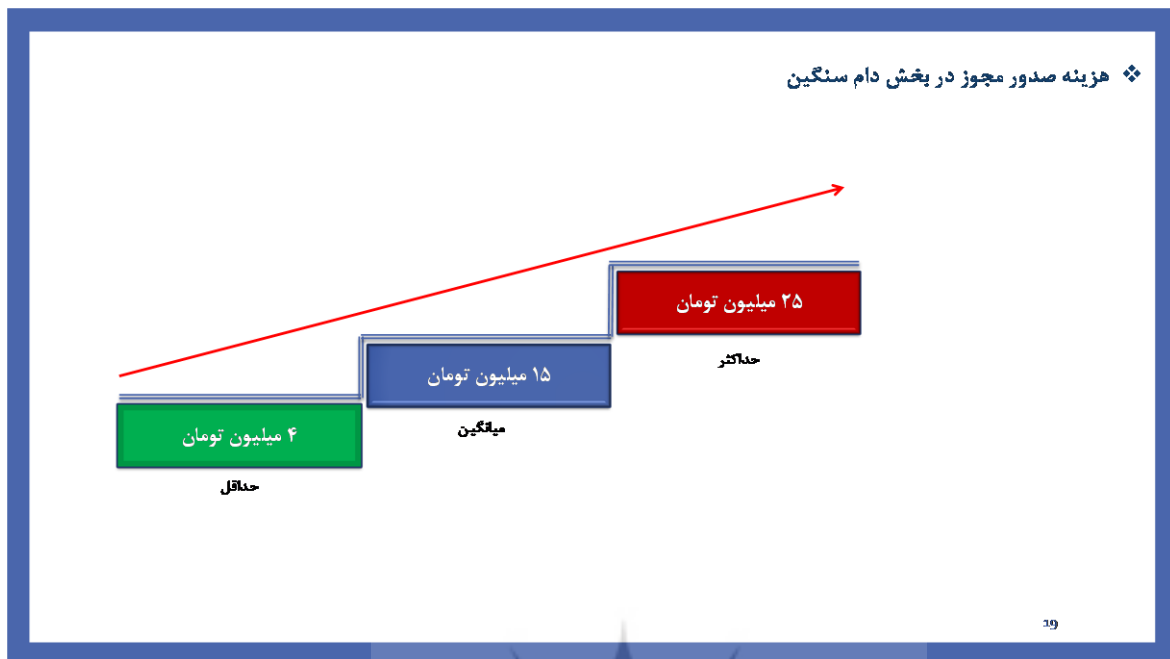 ❖ هزینه صدور مجوز در بخش دام سنگین
۲۵ میلیون تومان
حداکثر
۱۵ میلیون تومان
میانگین
۴ میلیون تومان
حداقل